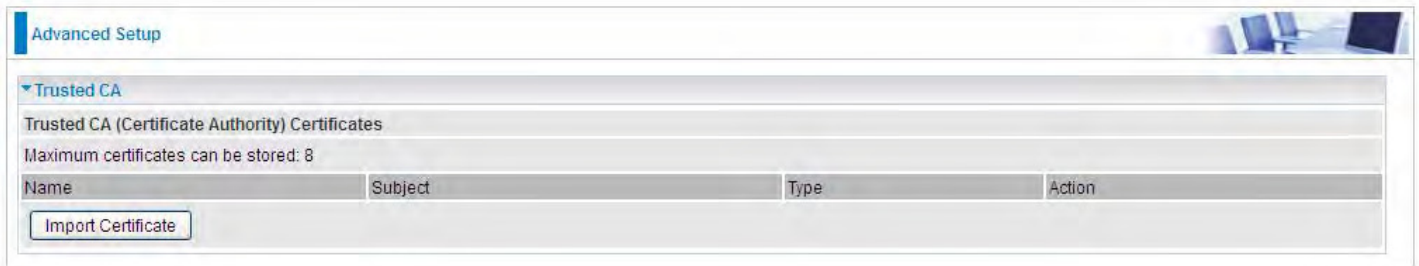 Advanced Setup
Trusted CA
Trusted CA (Certificate Authority) Certificates
Maximum certificates can be stored: 8
Name Subject Type Action
Import Certificate